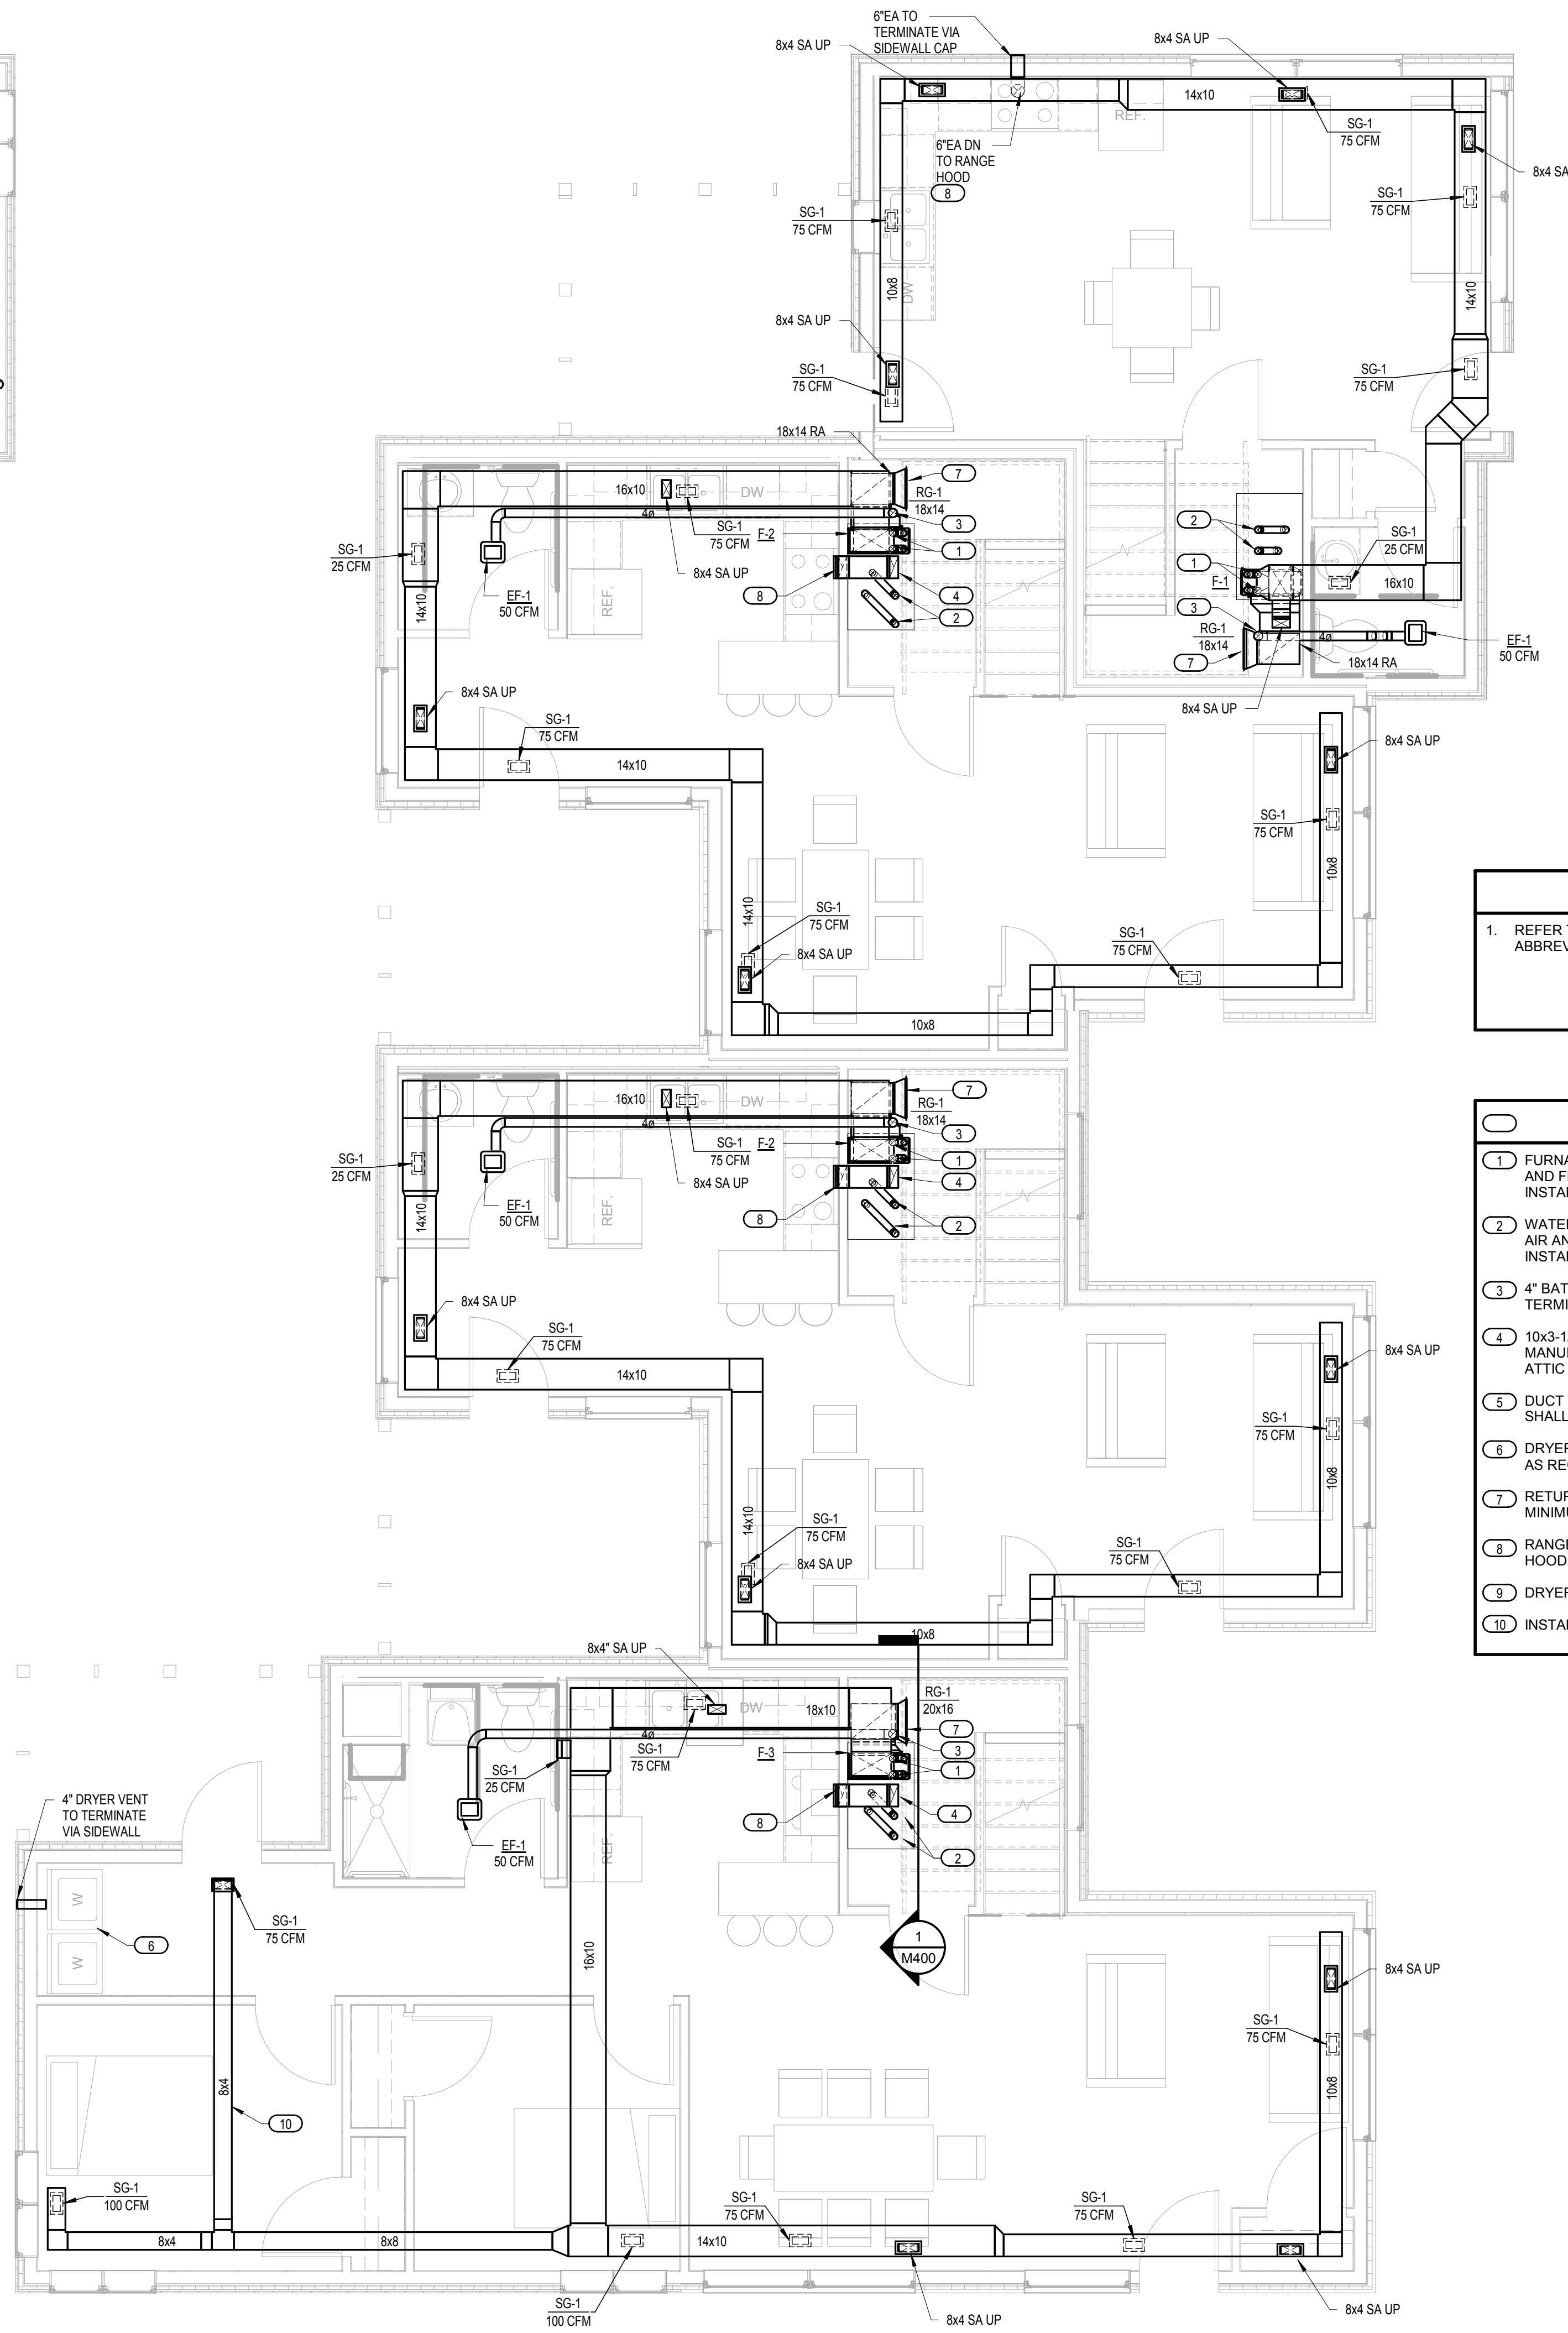 6"EA TO
TERMINATE VIA
SIDEWALL CAP
8x4 SA UP
8x4 SA UP
14x10
REF.
SG-1
75 CFM
6"EA DN
TO RANGE
HOOD
8
8x4 SA
SG-1
75 CFM
SG-1
75 CFM
10x8
DW
14x10
8x4 SA UP
SG-1
75 CFM
SG-1
75 CFM
18x14 RA
7
16x10
DW
RG-1
18x14
4ø
3
SG-1
75 CFM
F-2
1
SG-1
25 CFM
8x4 SA UP
EF-1
50 CFM
8
4
2
14x10
REF.
2
SG-1
25 CFM
1
F-1
16x10
3
RG-1
18x14
4ø
EF-1
50 CFM
7
18x14 RA
8x4 SA UP
8x4 SA UP
SG-1
75 CFM
14x10
8x4 SA UP
SG-1
75 CFM
10x8
14x10
SG-1
75 CFM
8x4 SA UP
SG-1
75 CFM
10x8
1. REFER
ABBREV
16x10
DW
7
RG-1
18x14
4ø
3
SG-1
75 CFM
F-2
1
SG-1
25 CFM
8x4 SA UP
4
EF-1
50 CFM
8
2
14x10
REF.
8x4 SA UP
SG-1
75 CFM
14x10
8x4 SA UP
SG-1
75 CFM
10x8
14x10
SG-1
75 CFM
8x4 SA UP
SG-1
75 CFM
10x8
1 FURNA
AND F
INSTAL
2 WATER
AIR AN
INSTAL
3 4" BAT
TERMI
4 10x3-1
MANU
ATTIC
5 DUCT
SHALL
6 DRYER
AS RE
7 RETUR
MINIMU
8 RANGE
HOOD
9 DRYER
10 INSTAL
8x4" SA UP
DW
18x10
RG-1
20x16
7
4ø
3
SG-1
75 CFM
F-3
1
SG-1
25 CFM
4
8
EF-1
50 CFM
2
REF.
4" DRYER VENT
TO TERMINATE
VIA SIDEWALL
W
W
6
SG-1
75 CFM
16x10
1
M400
8x4 SA UP
SG-1
75 CFM
10x8
8x4
10
SG-1
100 CFM
8x4
8x8
14x10
SG-1
75 CFM
SG-1
75 CFM
SG-1
100 CFM
8x4 SA UP
8x4 SA UP